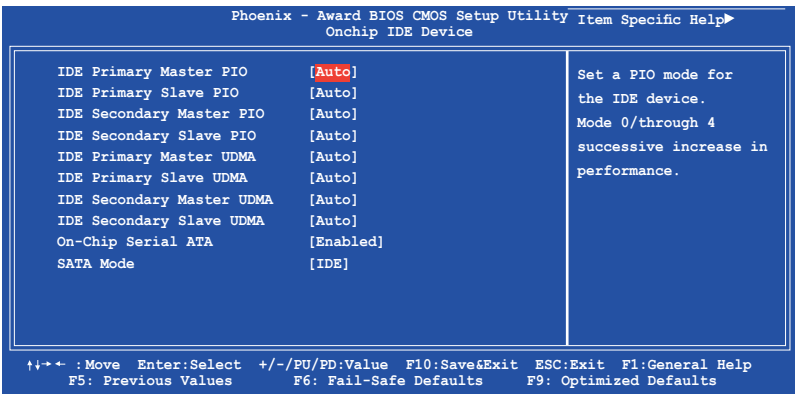 Phoenix - Award BIOS CMOS Setup Utility
Onchip IDE Device
Item Specific Help▶
IDE Primary Master PIO [Auto]
IDE Primary Slave PIO [Auto]
IDE Secondary Master PIO [Auto]
IDE Secondary Slave PIO [Auto]
IDE Primary Master UDMA [Auto]
IDE Primary Slave UDMA [Auto]
IDE Secondary Master UDMA [Auto]
IDE Secondary Slave UDMA [Auto]
On-Chip Serial ATA [Enabled]
SATA Mode [IDE]
Set a PIO mode for
the IDE device.
Mode 0/through 4
successive increase in
performance.
↑↓→← :Move Enter:Select +/-/PU/PD:Value F10:Save&Exit ESC:Exit F1:General Help
F5: Previous Values F6: Fail-Safe Defaults F9: Optimized Defaults